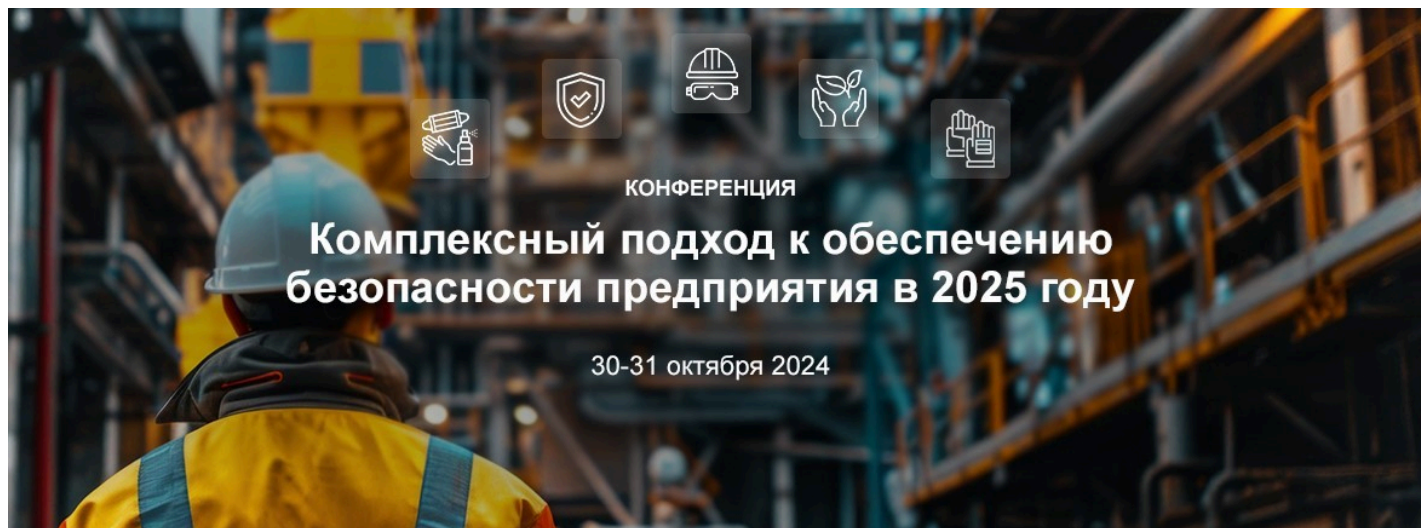 КОНФЕРЕНЦИЯ
Комплексный подход к обеспечению
безопасности предприятия в 2025 году
30-31 октября 2024